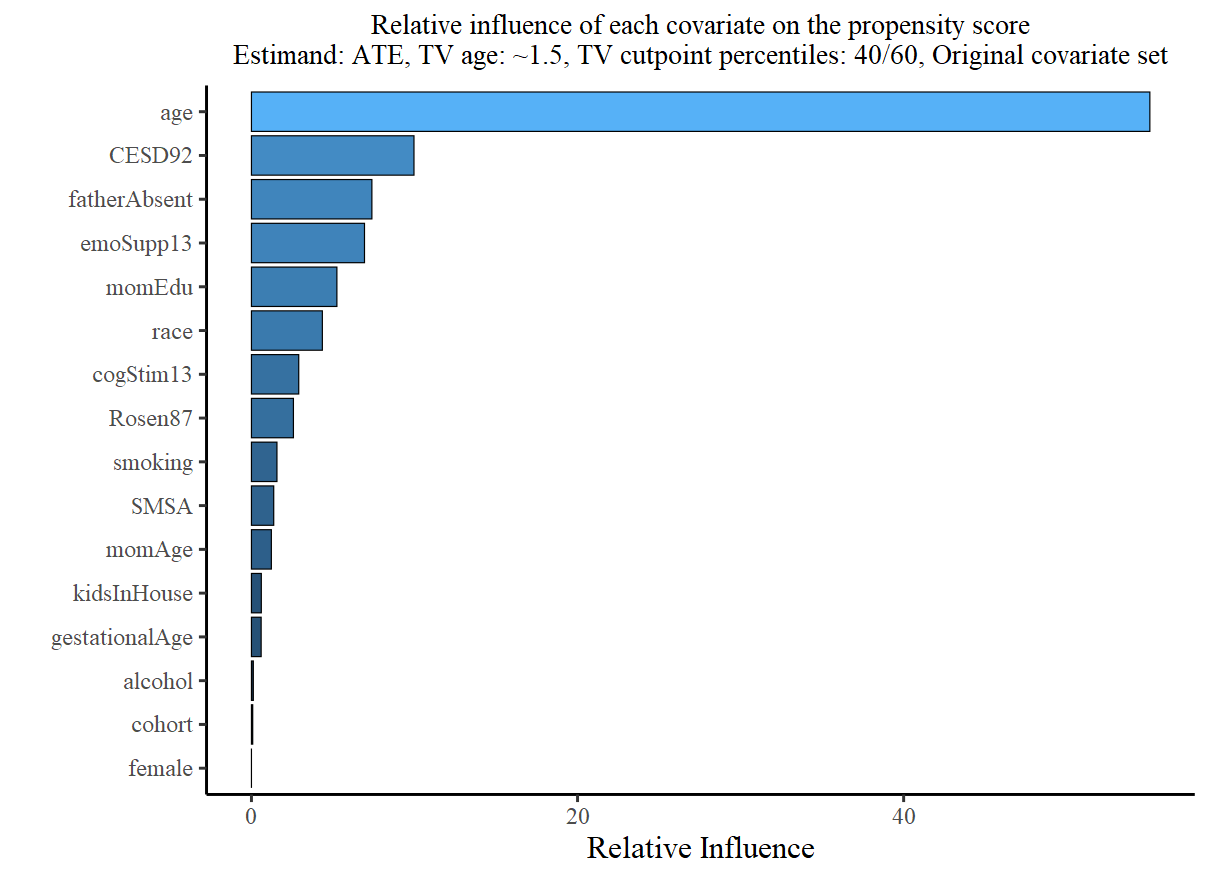 Relative influence of each covariate on the propensity score
Estimand: ATE, TV age: ~1.5, TV cutpoint percentiles: 40/60, Original covariate set
age
CESD92
fatherAbsent
emoSupp13
momEdu
race
cogStim13
Rosen87
smoking
SMSA
momAge
kidsInHouse
gestationalAge
alcohol
cohort
female
0 20 40
Relative Influence